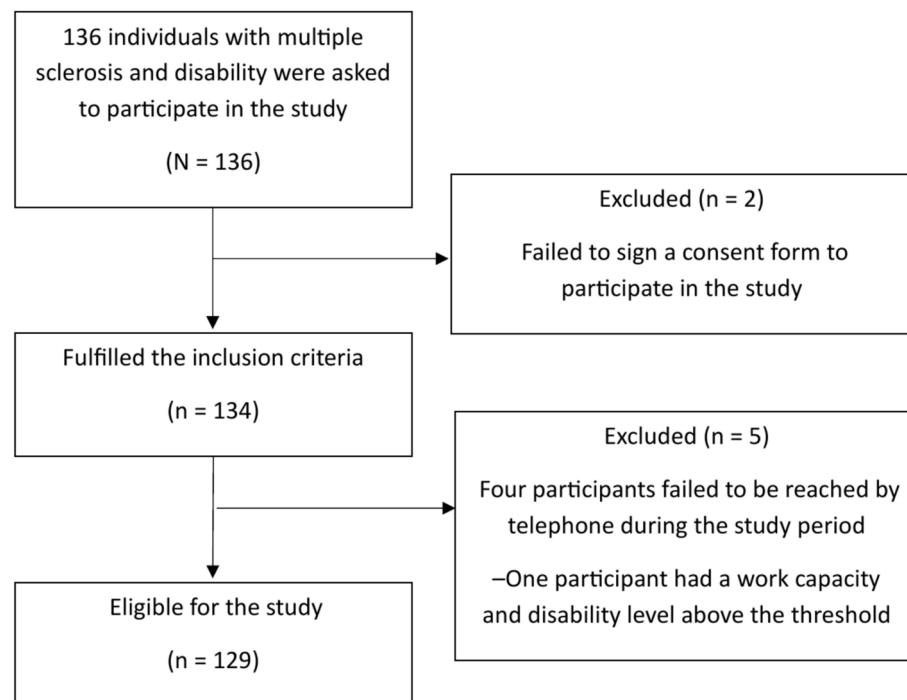 136 individuals with multiple
sclerosis and disability were asked
to participate in the study
(N = 136)
Excluded (n = 2)
Failed to sign a consent form to
participate in the study
Fulfilled the inclusion criteria
(n = 134)
Excluded (n = 5)
Four participants failed to be reached by
telephone during the study period
–One participant had a work capacity
and disability level above the threshold
Eligible for the study
(n = 129)